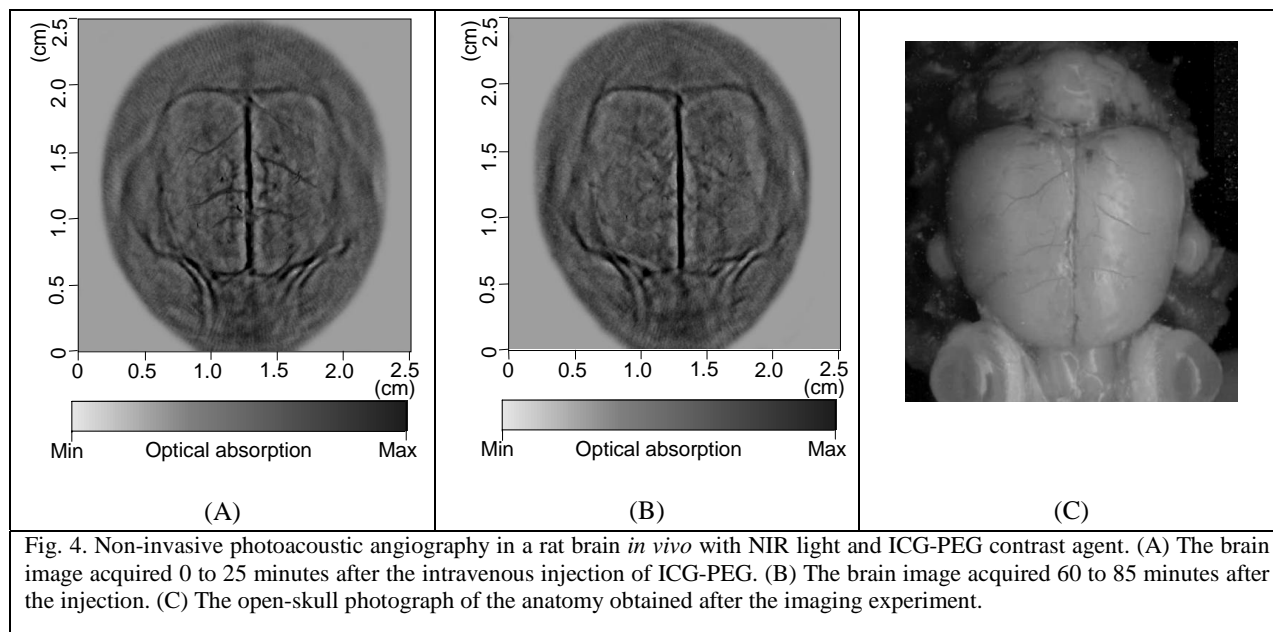 (cm)
2.5
2.0
1.5
1.0
0.5
0
0 0.5 1.0 1.5 2.0 2.5
(cm)
Min Optical absorption Max
(A)
(cm)
2.5
2.0
1.5
1.0
0.5
0
0 0.5 1.0 1.5 2.0 2.5
(cm)
Min Optical absorption Max
(B)
(C)
Fig. 4. Non-invasive photoacoustic angiography in a rat brain in vivo with NIR light and ICG-PEG contrast agent. (A) The brain
image acquired 0 to 25 minutes after the intravenous injection of ICG-PEG. (B) The brain image acquired 60 to 85 minutes after
the injection. (C) The open-skull photograph of the anatomy obtained after the imaging experiment.